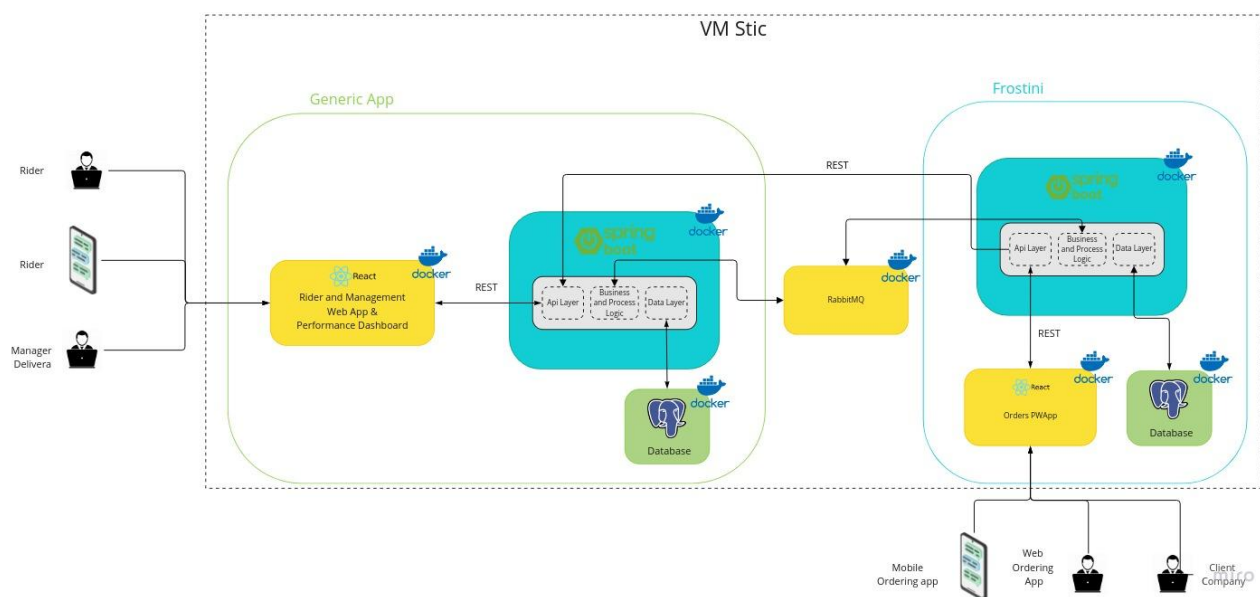 VM Stic
Generic App
Frostini
Rider
Rider
Manager
Delivera
React
Rider and Management
Web App &
Performance Dashboard
docker
REST
spring
boot
docker
Api Layer
Business
and Process
Logic
Data Layer
docker
Database
REST
RabbitMQ
docker
spring
boot
docker
Api Layer
Business
and Process
Logic
Data Layer
REST
React
Orders PWApp
docker
docker
Database
Mobile
Ordering app
Web
Ordering
App
Client
Company
miro